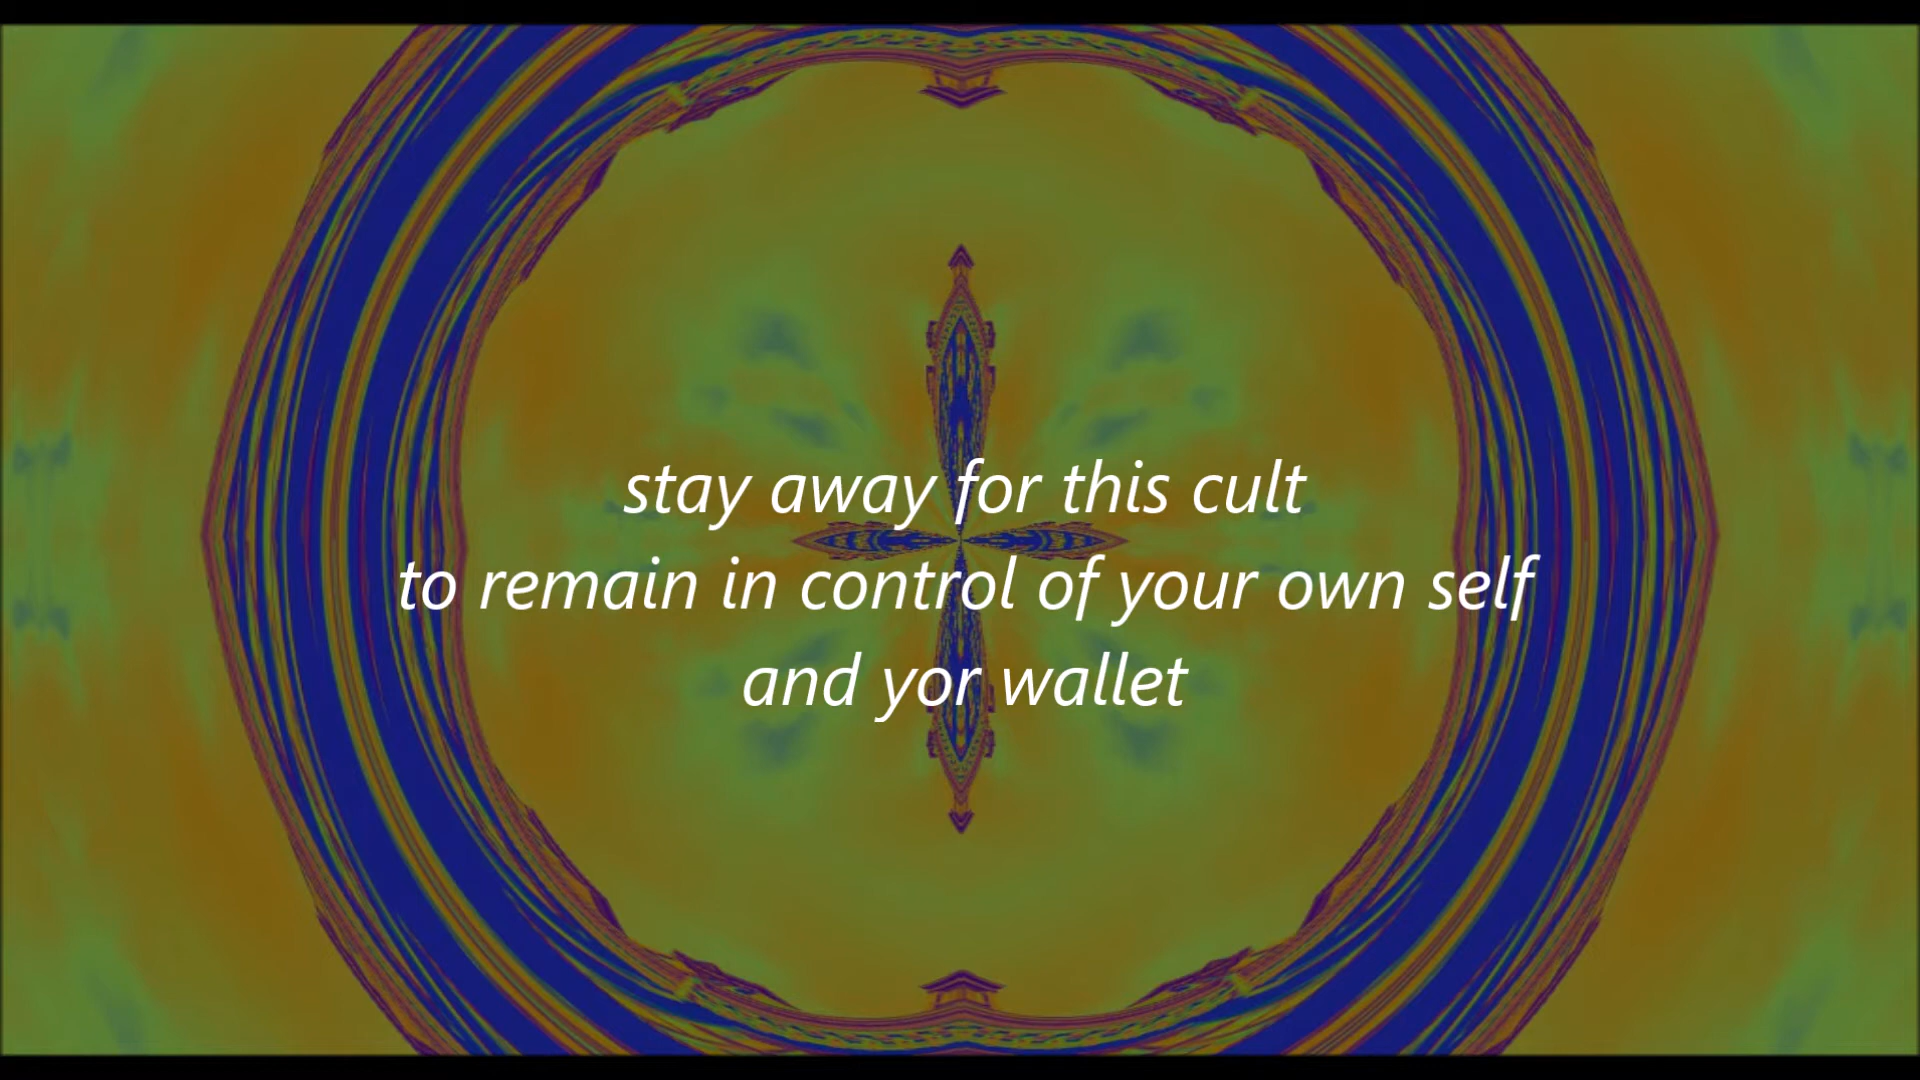 stay away for this cult
to remain in control of your own self
and yor wallet